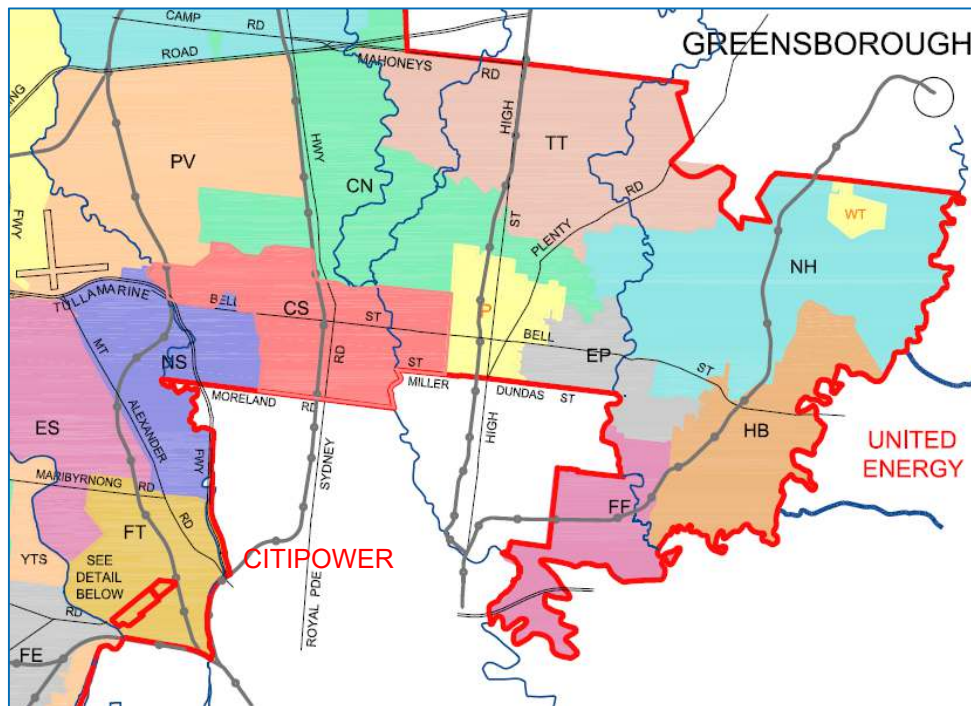 CAMP
RD
ROAD
MAHONEYS
RD
GREENSBOROUGH
HIGH
TT
PV
HWY
CN
ST
PLENTY
RD
WT
FWY
NH
TULLAMARINE
BELL
ST
CS
P
BELL
ST
EP
MT
NS
RD
ST
MILLER
DUNDAS
ST
MORELAND
RD
ALEXANDER
ES
FWY
SYDNEY
HIGH
HB
UNITED
ENERGY
MARIBYRNONG
RD
RD
FF
FT
YTS
SEE
DETAIL
BELOW
CITIPOWER
ROYAL PDE
RD
FE